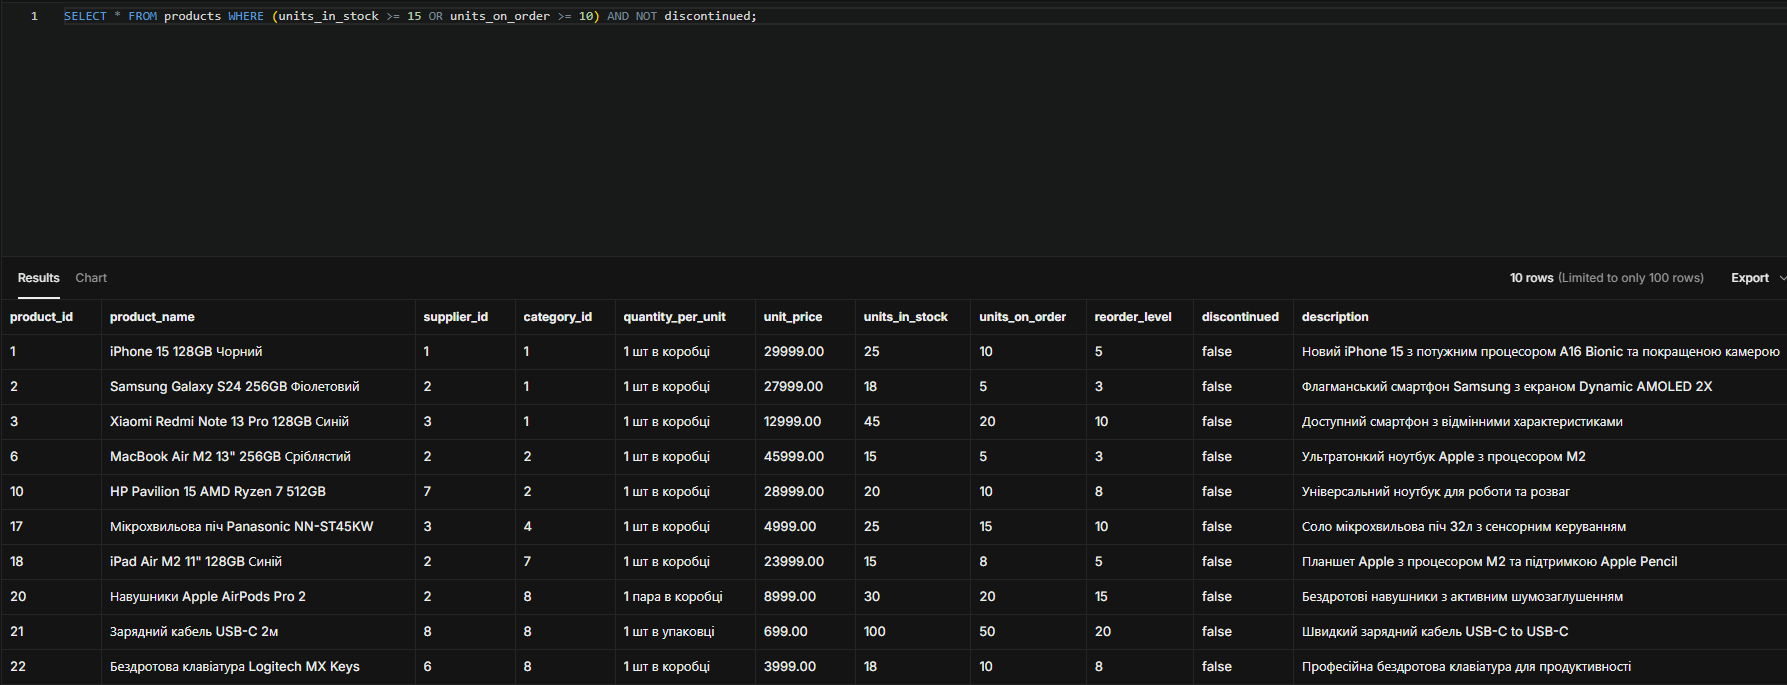 1 SELECT * FROM products WHERE (units_in_stock >= 15 OR units_on_order >= 10) AND NOT discontinued;
Results Chart 10 rows (Limited to only 100 rows) Export
product_id product_name supplier_id category_id quantity_per_unit unit_price units_in_stock units_on_order reorder_level discontinued description
1 iPhone 15 128GB Чорний 1 1 1 шт в коробці 29999.00 25 10 5 false Новий iPhone 15 з потужним процесором A16 Bionic та покращеною камерою
2 Samsung Galaxy S24 256GB Фіолетовий 2 1 1 шт в коробці 27999.00 18 5 3 false Флагманський смартфон Samsung з екраном Dynamic AMOLED 2X
3 Xiaomi Redmi Note 13 Pro 128GB Синій 3 1 1 шт в коробці 12999.00 45 20 10 false Доступний смартфон з відмінними характеристиками
6 MacBook Air M2 13" 256GB Сріблястий 2 2 1 шт в коробці 45999.00 15 5 3 false Ультратонкий ноутбук Apple з процесором M2
10 HP Pavilion 15 AMD Ryzen 7 512GB 7 2 1 шт в коробці 28999.00 20 10 8 false Універсальний ноутбук для роботи та розваг
17 Мікрохвильова піч Panasonic NN-ST45KW 3 4 1 шт в коробці 4999.00 25 15 10 false Соло мікрохвильова піч 32л з сенсорним керуванням
18 iPad Air M2 11" 128GB Синій 2 7 1 шт в коробці 23999.00 15 8 5 false Планшет Apple з процесором M2 та підтримкою Apple Pencil
20 Навушники Apple AirPods Pro 2 2 8 1 пара в коробці 8999.00 30 20 15 false Бездротові навушники з активним шумозаглушенням
21 Зарядний кабель USB-C 2м 8 8 1 шт в упаковці 699.00 100 50 20 false Швидкий зарядний кабель USB-C to USB-C
22 Бездротова клавіатура Logitech MX Keys 6 8 1 шт в коробці 3999.00 18 10 8 false Професійна бездротова клавіатура для продуктивності